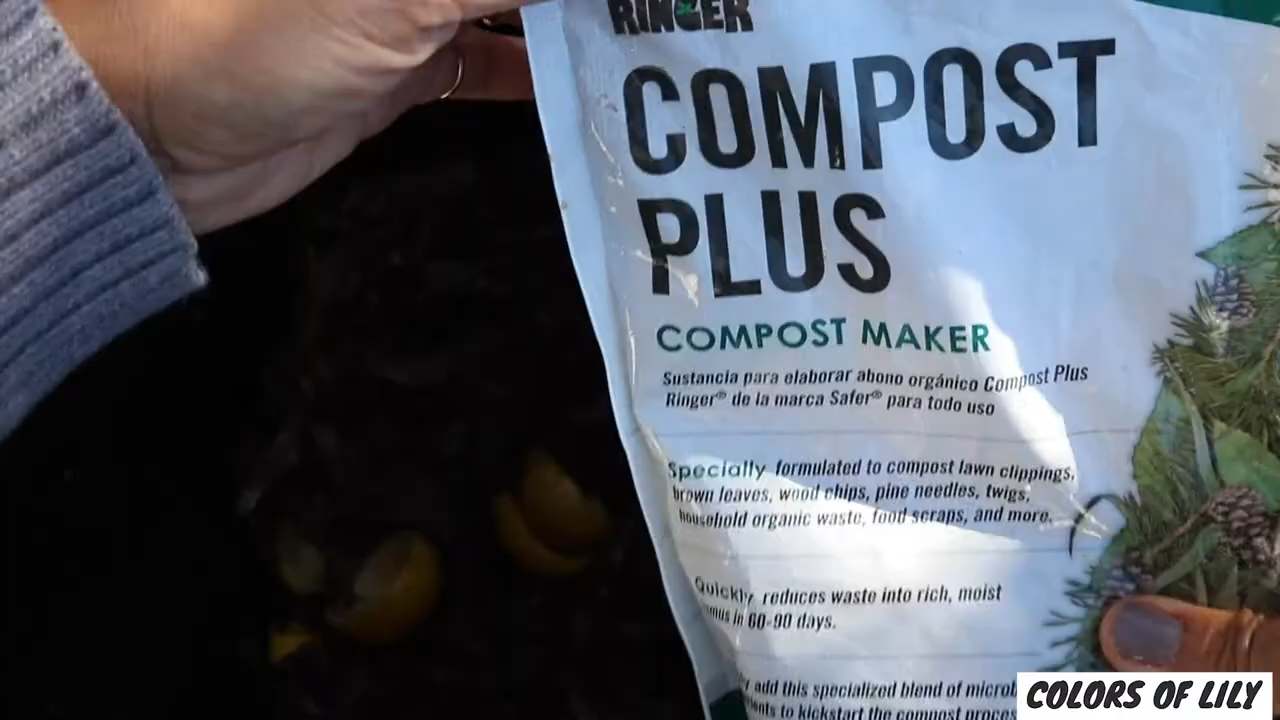 RINGER
COMPOST
PLUS
COMPOST MAKER
Sustancia para elaborar abono orgánico Compost Plus
Ringer® de la marca Safer® para todo uso
Specially formulated to compost lawn clippings,
brown leaves, wood chips, pine needles, twigs,
household organic waste, food scraps, and more.
Quickly reduces waste into rich, moist
in 60-90 days.
add this specialized blend of
to kickstart the compost
COLORS OF LILY